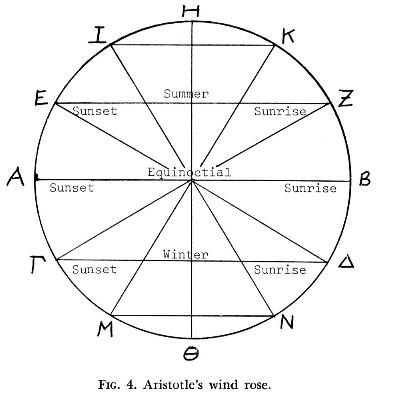 H
I K
E Summer Z
Sunset Sunrise
A Equinoctial B
Sunset Sunrise
Γ Winter Δ
Sunset Sunrise
M N
Θ
FIG. 4. Aristotle's wind rose.